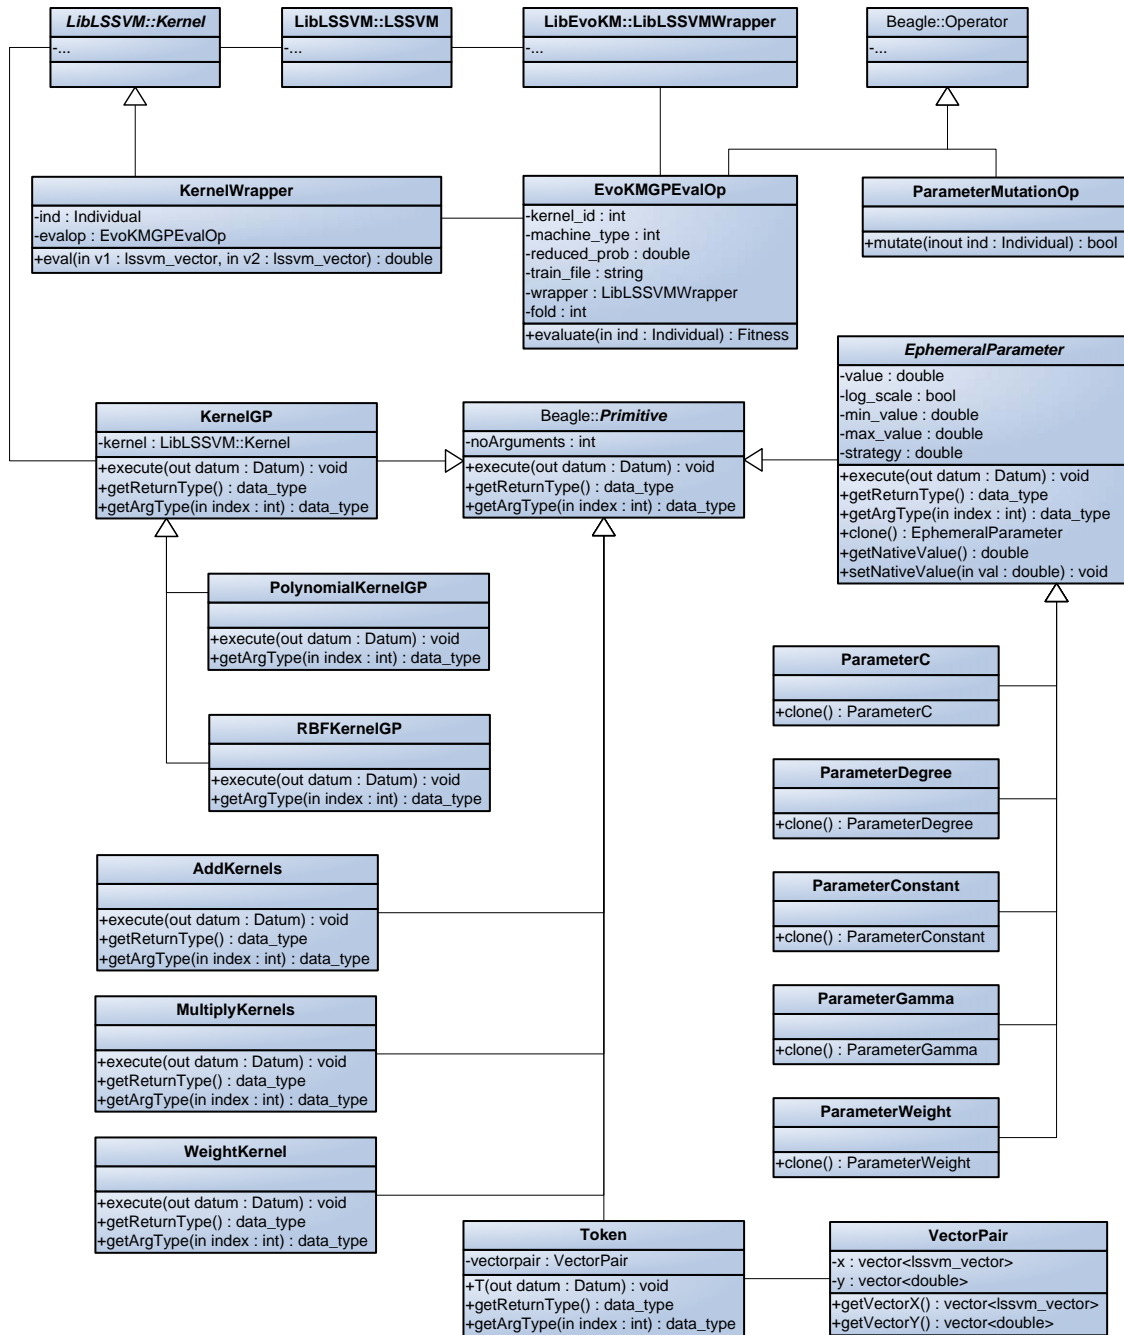 LibLSSVM::Kernel
-...
LibLSSVM::LSSVM
-...
LibEvoKM::LibLSSVMWrapper
-...
Beagle::Operator
-...
KernelWrapper
-ind : Individual
-evalop : EvoKMGPEvalOp
+eval(in v1 : lssvm_vector, in v2 : lssvm_vector) : double
EvoKMGPEvalOp
-kernel_id : int
-machine_type : int
-reduced_prob : double
-train_file : string
-wrapper : LibLSSVMWrapper
-fold : int
+evaluate(in ind : Individual) : Fitness
ParameterMutationOp
+mutate(inout ind : Individual) : bool
EphemeralParameter
-value : double
-log_scale : bool
-min_value : double
-max_value : double
-strategy : double
+execute(out datum : Datum) : void
+getReturnType() : data_type
+getArgType(in index : int) : data_type
+clone() : EphemeralParameter
+getNativeValue() : double
+setNativeValue(in val : double) : void
KernelGP
-kernel : LibLSSVM::Kernel
+execute(out datum : Datum) : void
+getReturnType() : data_type
+getArgType(in index : int) : data_type
Beagle::Primitive
-noArguments : int
+execute(out datum : Datum) : void
+getReturnType() : data_type
+getArgType(in index : int) : data_type
PolynomialKernelGP
+execute(out datum : Datum) : void
+getArgType(in index : int) : data_type
RBFKernelGP
+execute(out datum : Datum) : void
+getArgType(in index : int) : data_type
ParameterC
+clone() : ParameterC
ParameterDegree
+clone() : ParameterDegree
ParameterConstant
+clone() : ParameterConstant
ParameterGamma
+clone() : ParameterGamma
ParameterWeight
+clone() : ParameterWeight
AddKernels
+execute(out datum : Datum) : void
+getReturnType() : data_type
+getArgType(in index : int) : data_type
MultiplyKernels
+execute(out datum : Datum) : void
+getReturnType() : data_type
+getArgType(in index : int) : data_type
WeightKernel
+execute(out datum : Datum) : void
+getReturnType() : data_type
+getArgType(in index : int) : data_type
Token
-vectorpair : VectorPair
+T(out datum : Datum) : void
+getReturnType() : data_type
+getArgType(in index : int) : data_type
VectorPair
-x : vector<lssvm_vector>
-y : vector<double>
+getVectorX() : vector<lssvm_vector>
+getVectorY() : vector<double>